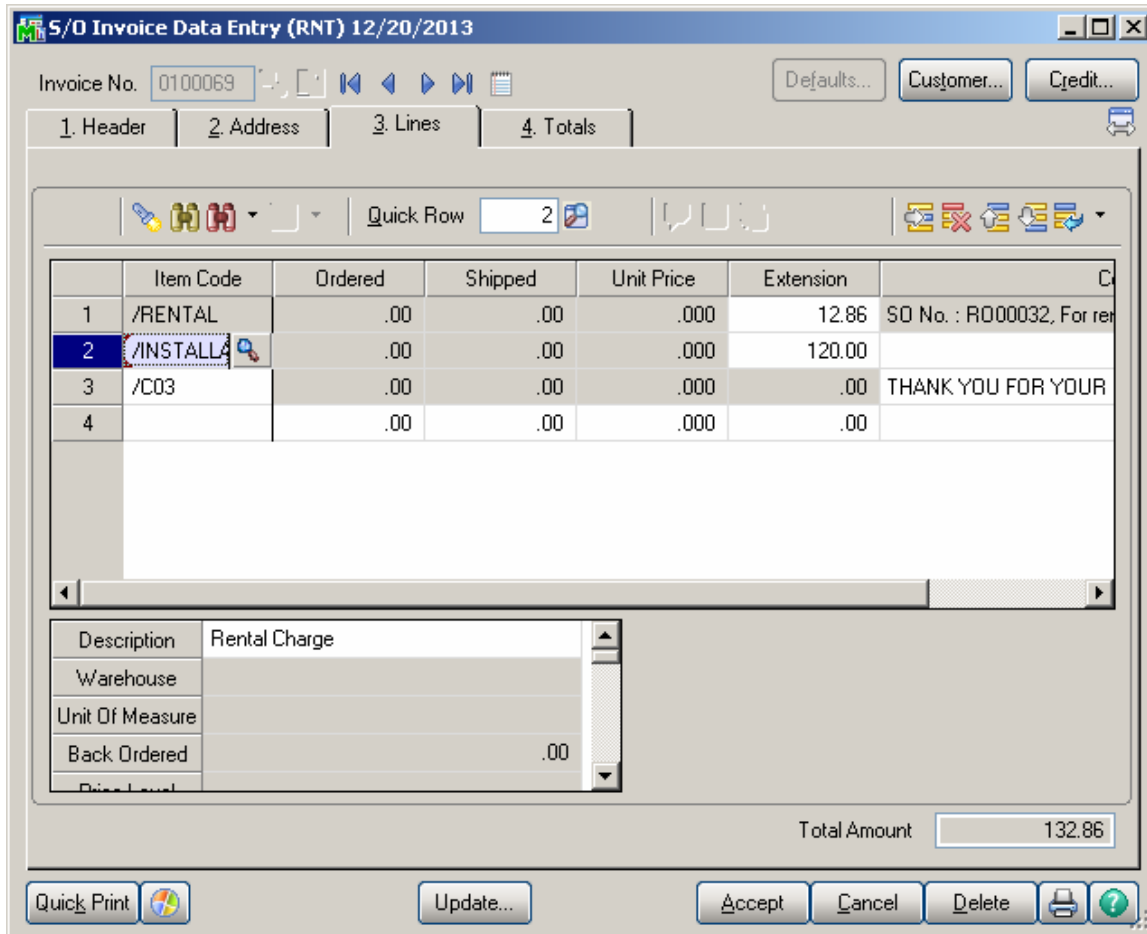 S/O Invoice Data Entry (RNT) 12/20/2013
Invoice No. 0100069 Defaults... Customer... Credit...
1. Header 2. Address 3. Lines 4. Totals
Quick Row 2
Item Code Ordered Shipped Unit Price Extension
1 /RENTAL .00 .00 .000 12.86 SO No. : RO00032, For
2 /INSTALLA .00 .00 .000 120.00
3 /C03 .00 .00 .000 .00 THANK YOU FOR YOUR
4 .00 .00 .000 .00
Description Rental Charge
Warehouse
Unit Of Measure
Back Ordered .00
Price Level
Total Amount 132.86
Quick Print Update... Accept Cancel Delete